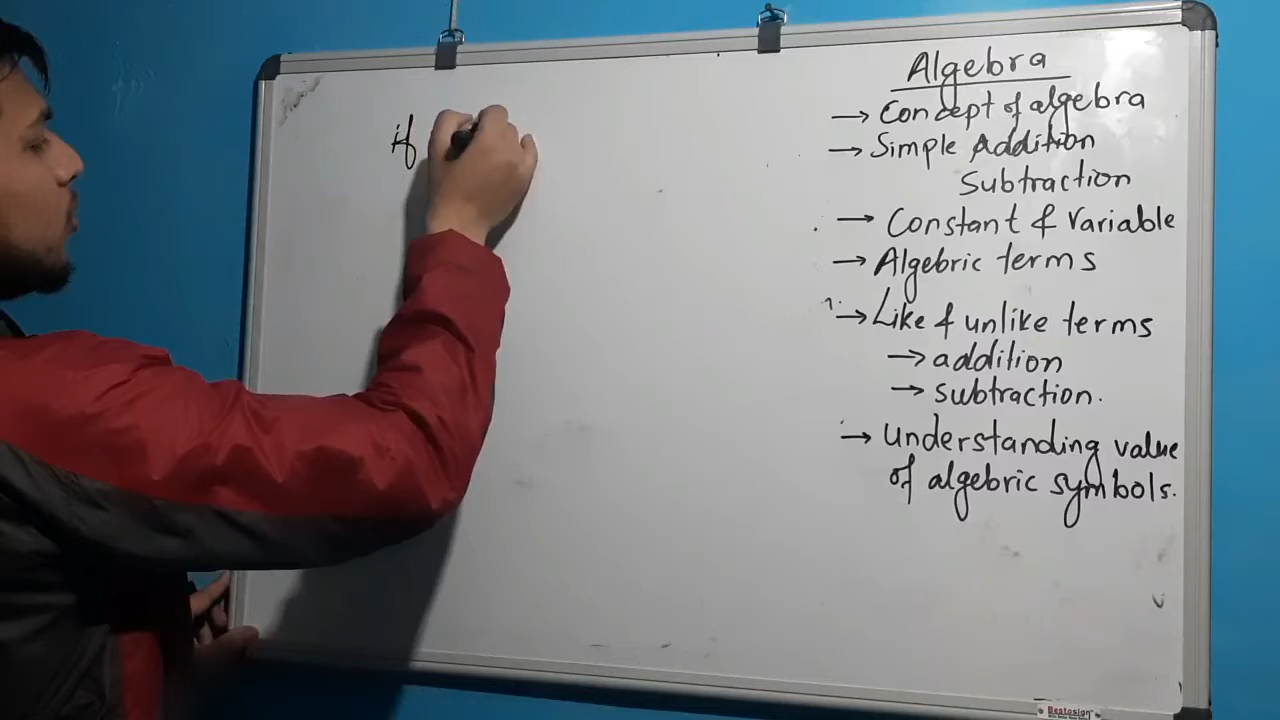 if
Algebra
→ Concept of algebra
→ Simple Addition
Subtraction
→ Constant & Variable
→ Algebric terms
→ Like & unlike terms
→ addition
→ subtraction.
→ Understanding value
of algebric symbols.
Bestosign